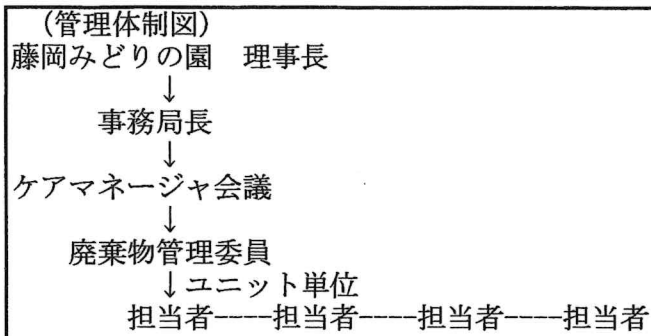 （管理体制図）
藤岡みどりの園　理事長
↓
事務局長
↓
ケアマネージャ会議
↓
廃棄物管理委員
↓ユニット単位
担当者----担当者----担当者----担当者